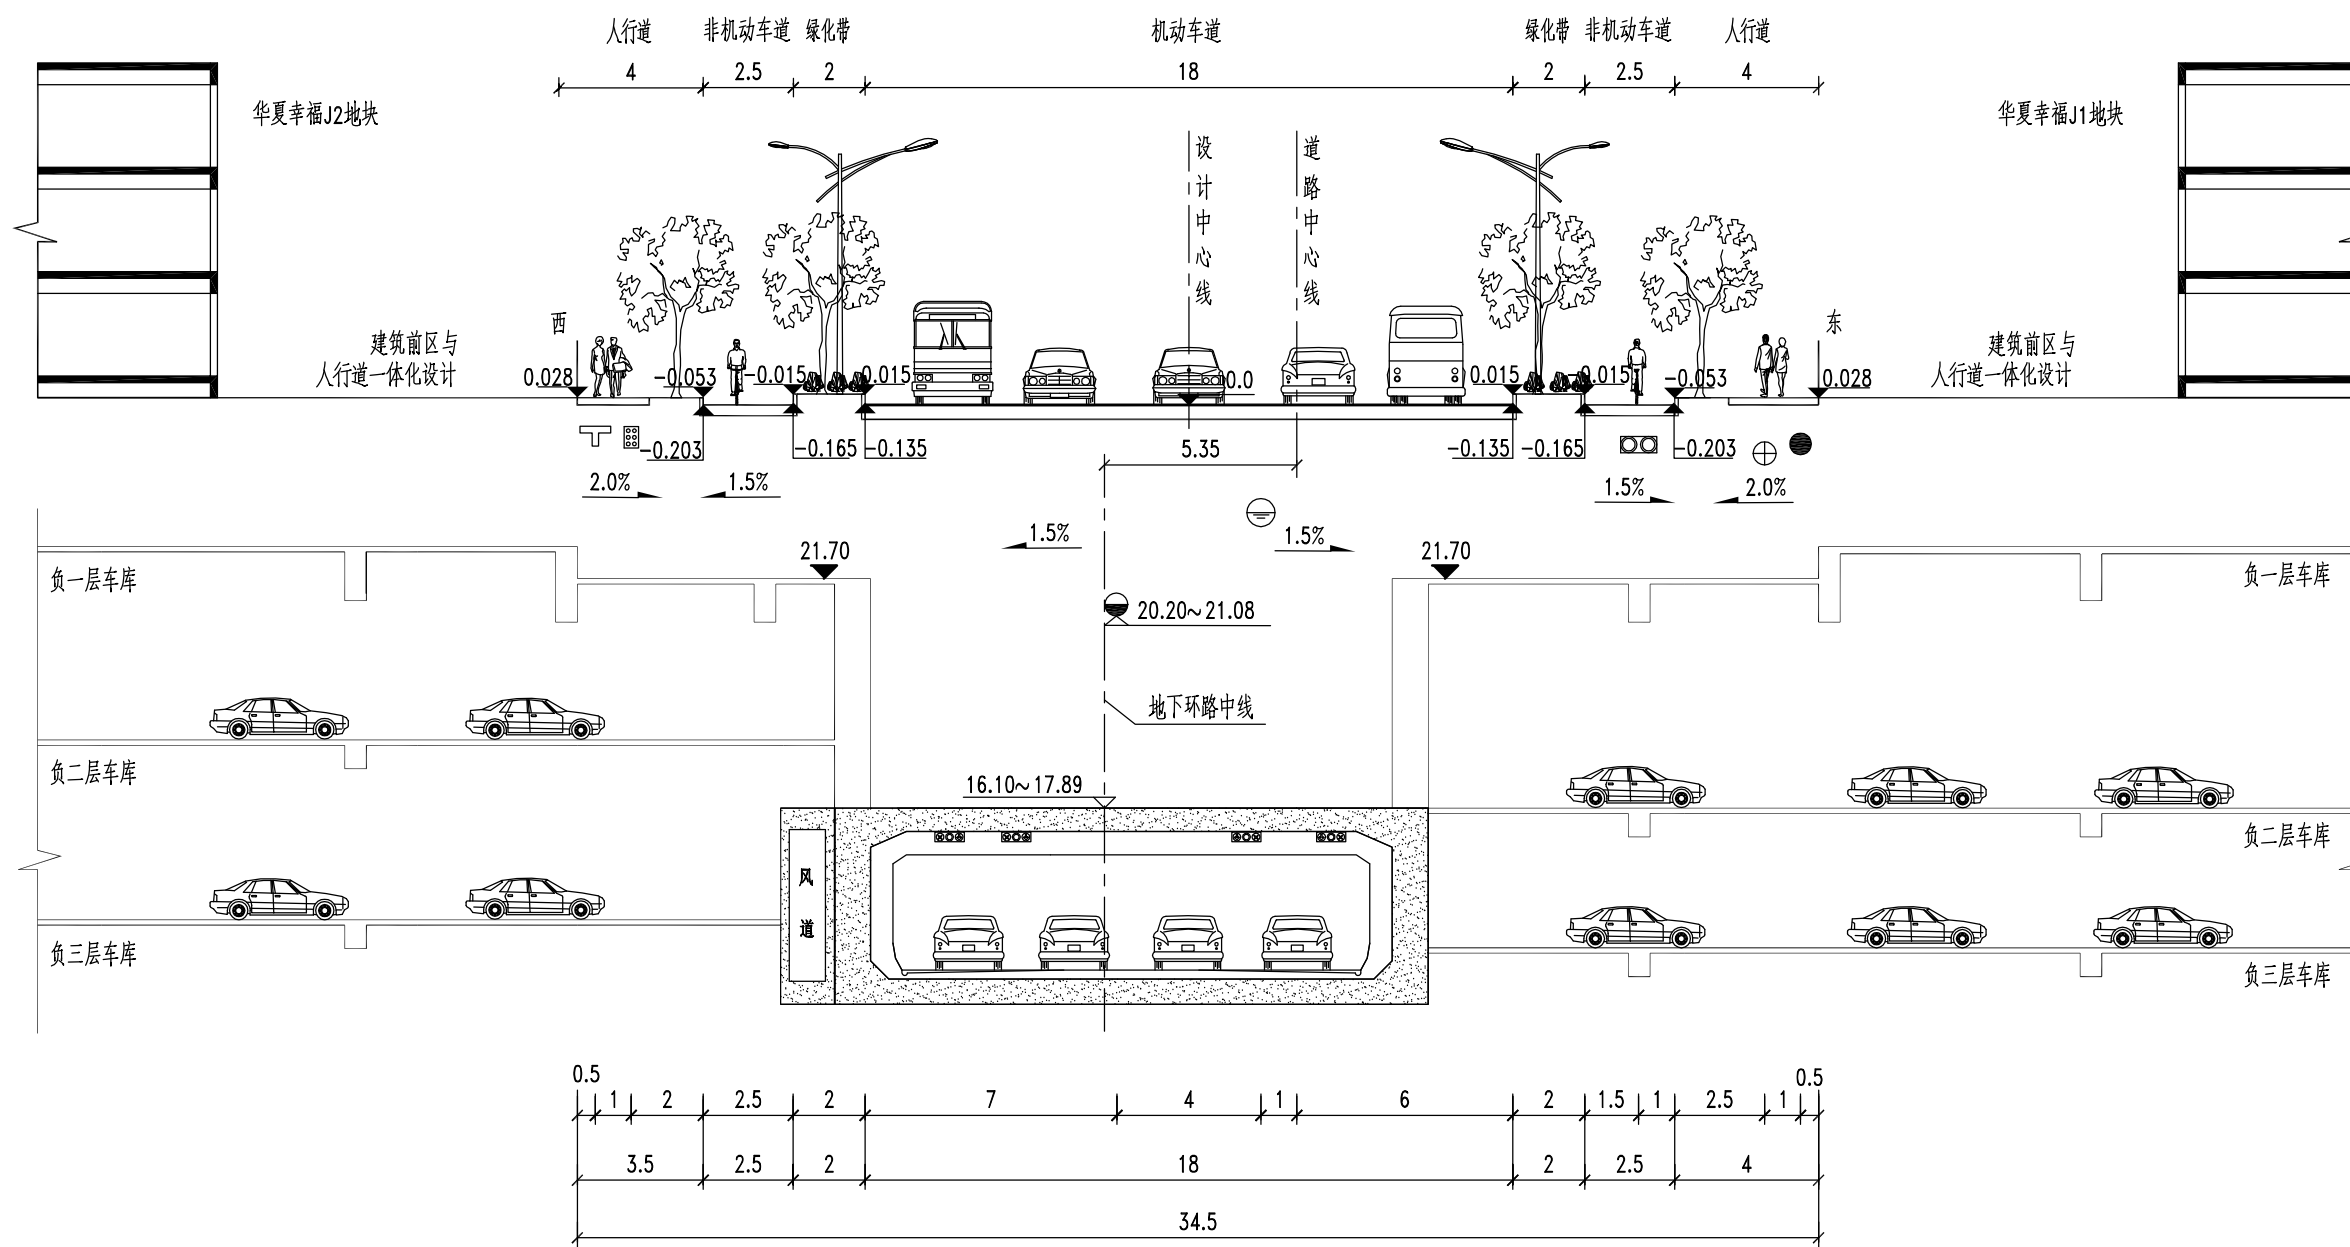 人行道 非机动车道 绿化带 机动车道 绿化带 非机动车道 人行道
4 2.5 2 18 2 2.5 4
华夏幸福J2地块
华夏幸福J1地块
设计中心线
道路中心线
西
东
建筑前区与
人行道一体化设计
建筑前区与
人行道一体化设计
0.028 -0.053 -0.015 0.015 0.0 0.015 -0.015 -0.053 0.028
-0.203 -0.165 -0.135 5.35 -0.135 -0.165 -0.203
2.0% 1.5% 1.5% 2.0%
1.5% 1.5%
21.70 21.70
负一层车库
负一层车库
20.20~21.08
地下环路中线
负二层车库
16.10~17.89
负二层车库
风道
负三层车库
负三层车库
0.5 1 2 2.5 2 7 4 1 6 2 1.5 1 2.5 1 0.5
3.5 2.5 2 18 2 2.5 4
34.5